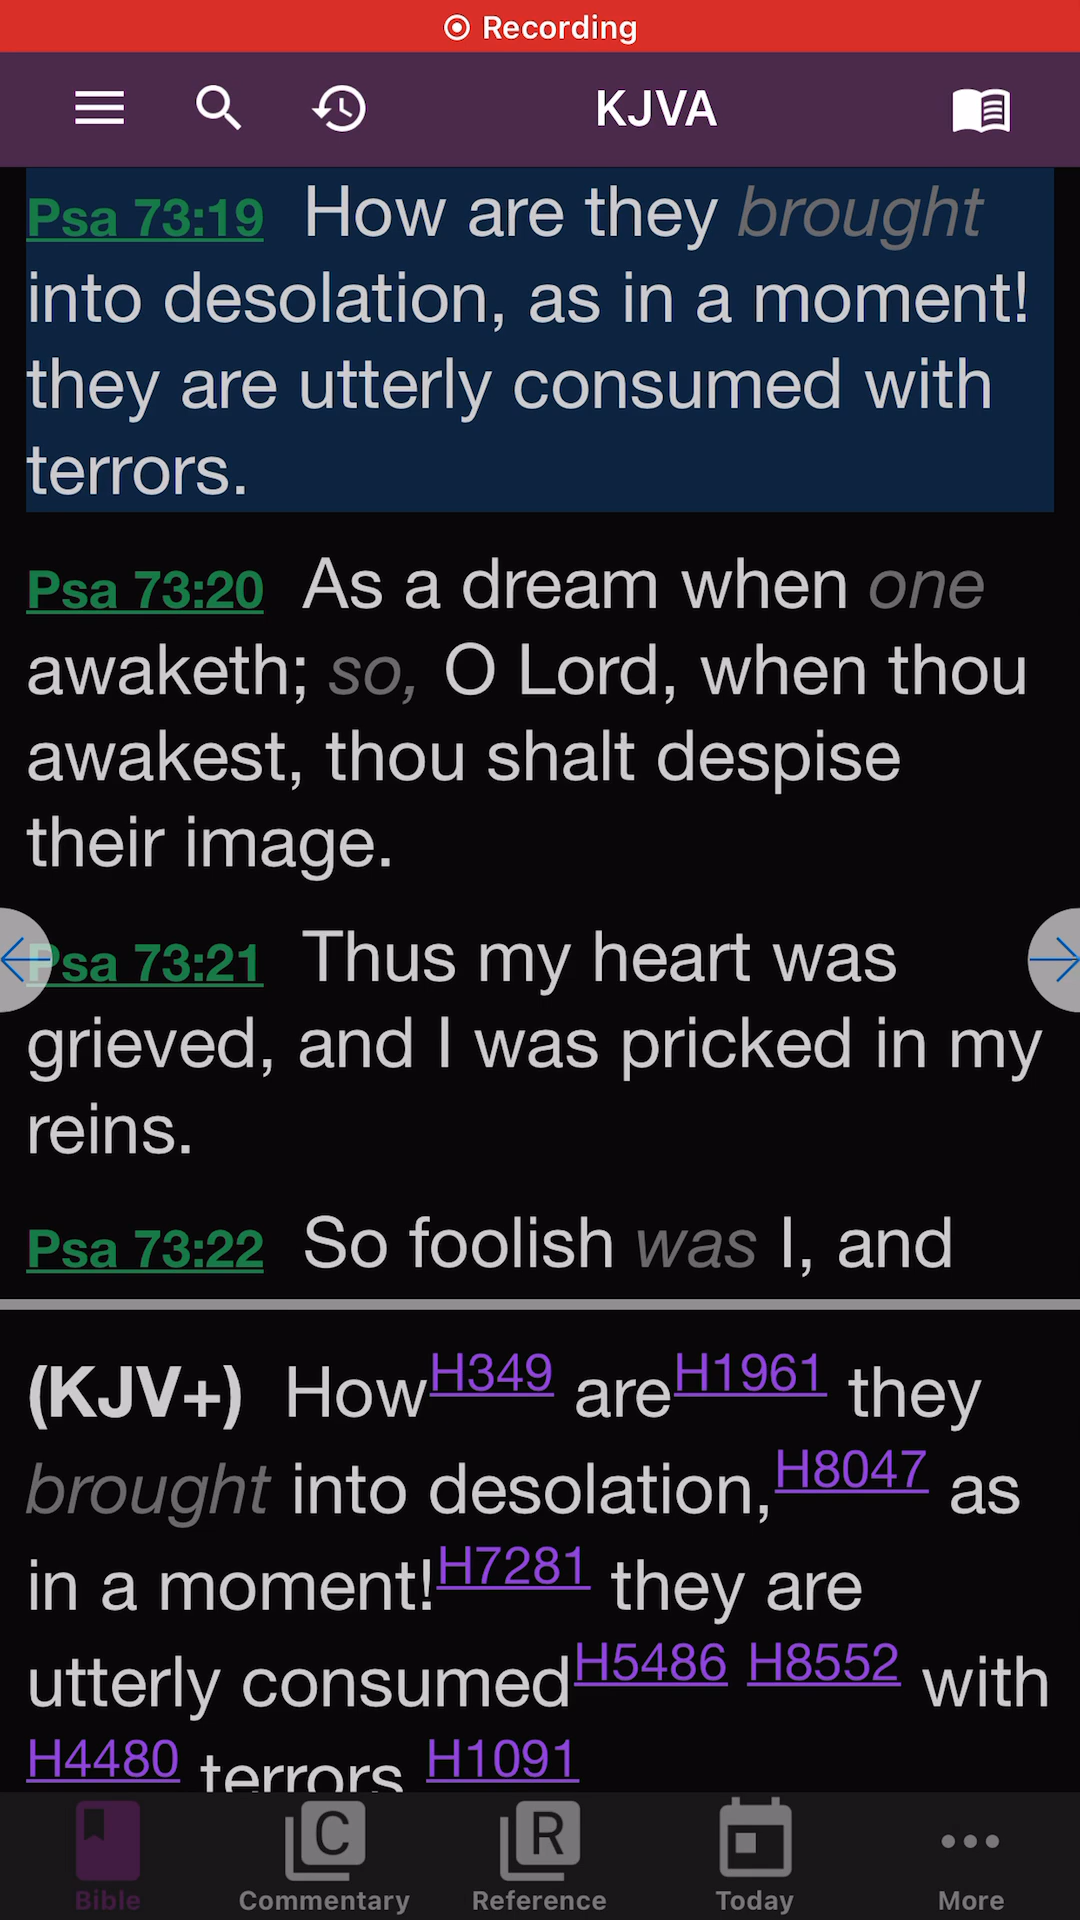 Recording
KJVA
Psa 73:19 How are they brought
into desolation, as in a moment!
they are utterly consumed with
terrors.
Psa 73:20 As a dream when one
awaketh; so, O Lord, when thou
awakest, thou shalt despise
their image.
Psa 73:21 Thus my heart was
grieved, and I was pricked in my
reins.
Psa 73:22 So foolish was I, and
(KJV+) HowH349 areH1961 they
brought into desolation,H8047 as
in a moment!H7281 they are
utterly consumedH5486 H8552 with
H4480 terrors H1091
Bible
C Commentary
R Reference
Today
More